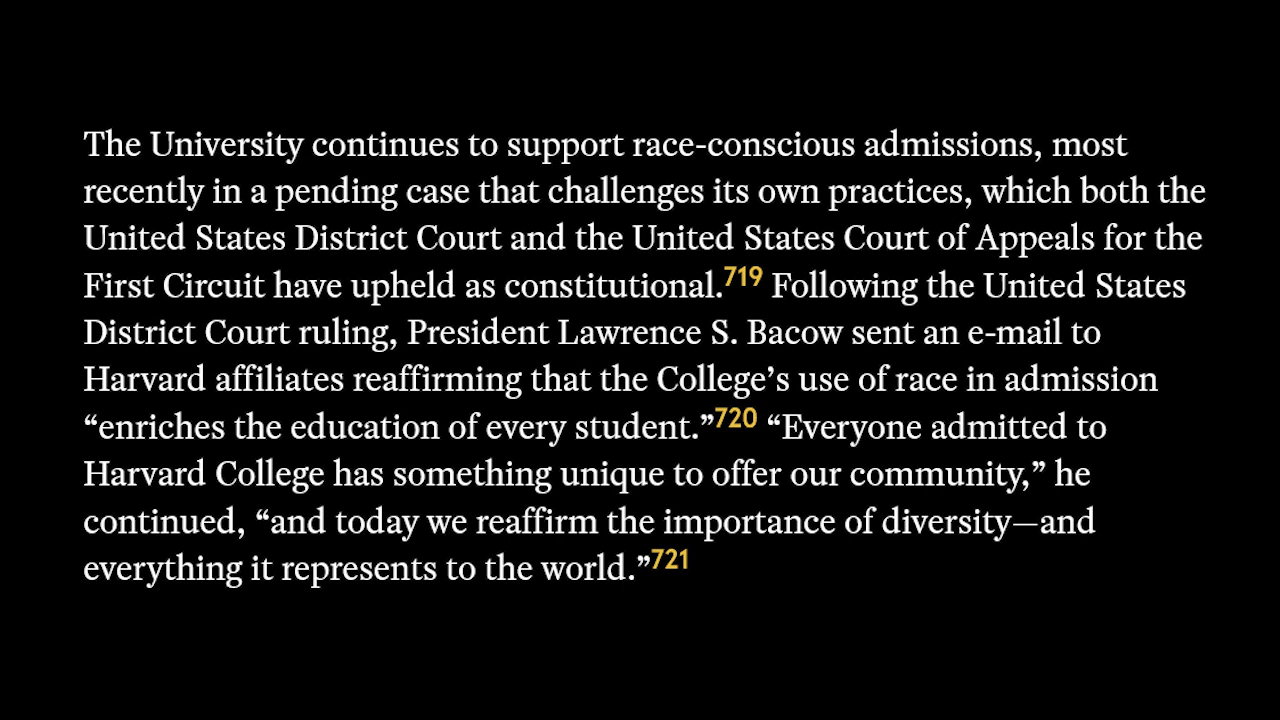 The University continues to support race-conscious admissions, most
recently in a pending case that challenges its own practices, which both the
United States District Court and the United States Court of Appeals for the
First Circuit have upheld as constitutional.719 Following the United States
District Court ruling, President Lawrence S. Bacow sent an e-mail to
Harvard affiliates reaffirming that the College’s use of race in admission
“enriches the education of every student.”720 “Everyone admitted to
Harvard College has something unique to offer our community,” he
continued, “and today we reaffirm the importance of diversity—and
everything it represents to the world.”721